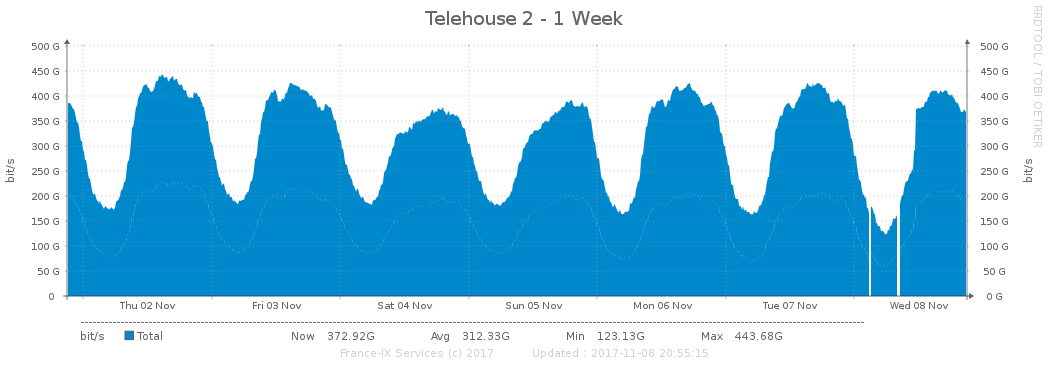 Telehouse 2 - 1 Week
RRDTOOL / TOBI OETIKER
500 G 500 G
450 G 450 G
400 G 400 G
350 G 350 G
300 G 300 G
250 G 250 G
200 G 200 G
150 G 150 G
100 G 100 G
50 G 50 G
0 0 G
bit/s bit/s
Thu 02 Nov Fri 03 Nov Sat 04 Nov Sun 05 Nov Mon 06 Nov Tue 07 Nov Wed 08 Nov
bit/s Total Now 372.92G Avg 312.33G Min 123.13G Max 443.68G
France-IX Services (c) 2017 Updated : 2017-11-08 20:55:15